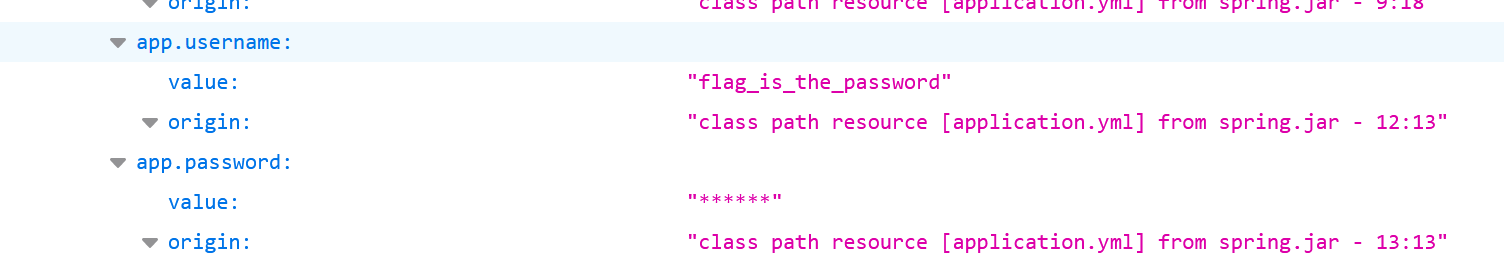 origin: "class path resource [application.yml] from spring.jar - 9:18"
app.username:
value: "flag_is_the_password"
origin: "class path resource [application.yml] from spring.jar - 12:13"
app.password:
value: "******"
origin: "class path resource [application.yml] from spring.jar - 13:13"